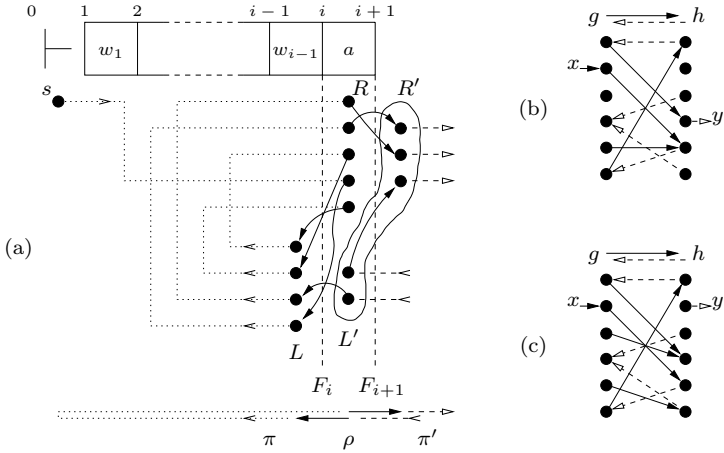 0 1 2 i − 1 i i + 1
w₁ wᵢ₋₁ a
s R R′
(a)
L L′
Fᵢ Fᵢ₊₁
π ρ π′
g h
x
(b)
y
g h
x y
(c)